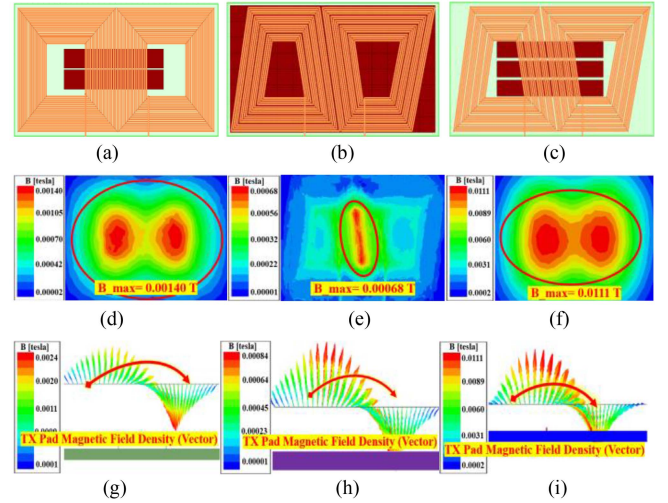 (a) (b) (c)
B [tesla]
0.00140
0.00105
0.00070
0.00042
0.00002
B_max= 0.00140 T
B [tesla]
0.00068
0.00056
0.00044
0.00031
0.00001
B_max= 0.00068 T
B [tesla]
0.0111
0.0089
0.0060
0.0031
0.0002
B_max= 0.0111 T
(d) (e) (f)
B [tesla]
0.0024
0.0020
0.0001
TX Pad Magnetic Field Density (Vector)
B [tesla]
0.00084
0.00064
0.00045
0.00023
0.00001
TX Pad Magnetic Field Density (Vector)
B [tesla]
0.0111
0.0089
0.0060
0.0031
0.0002
TX Pad Magnetic Field Density (Vector)
(g) (h) (i)